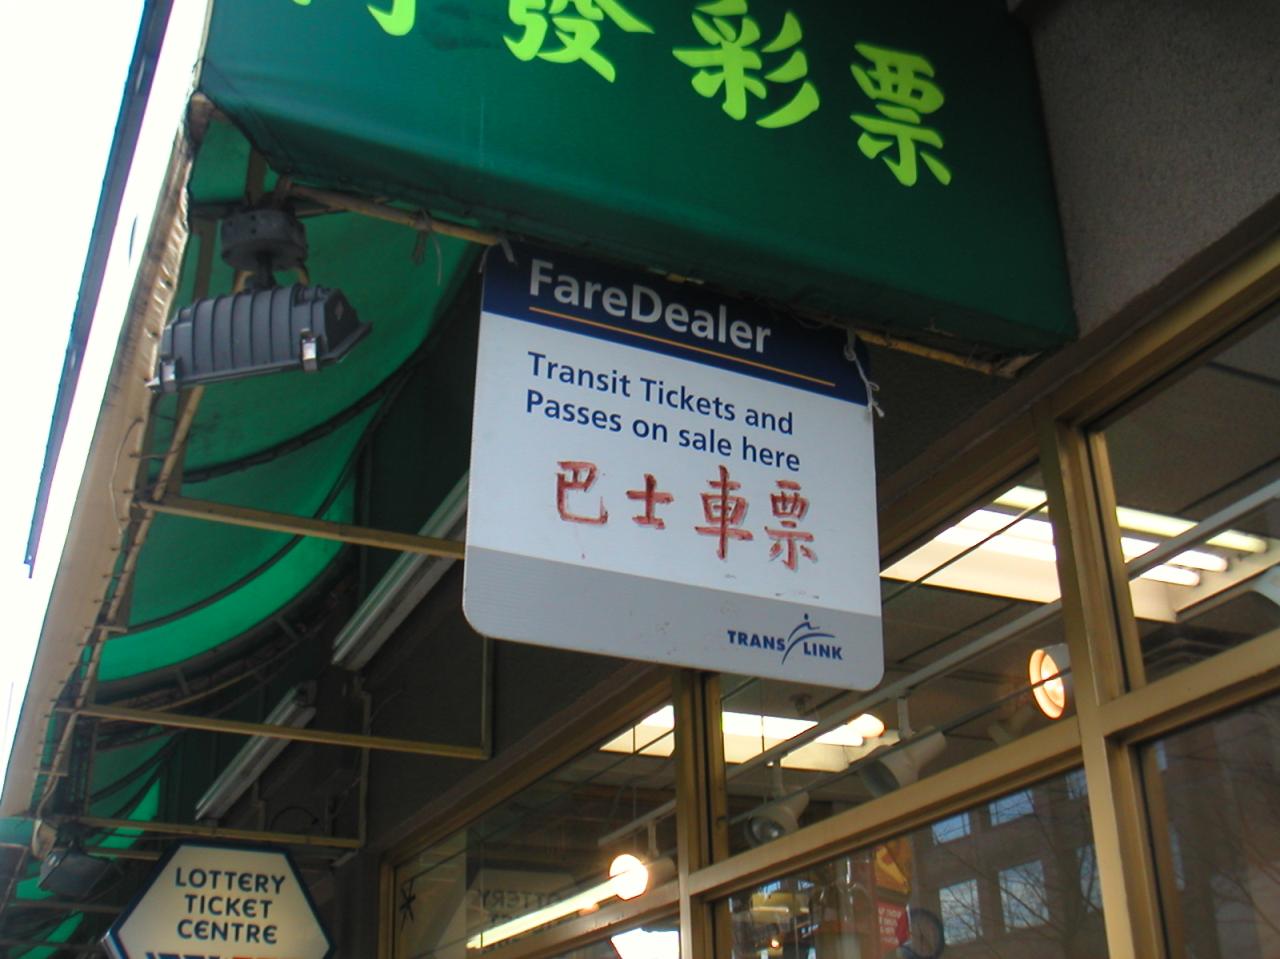 發彩票
FareDealer
Transit Tickets and
Passes on sale here
巴士車票
TRANS LINK
LOTTERY
TICKET
CENTRE